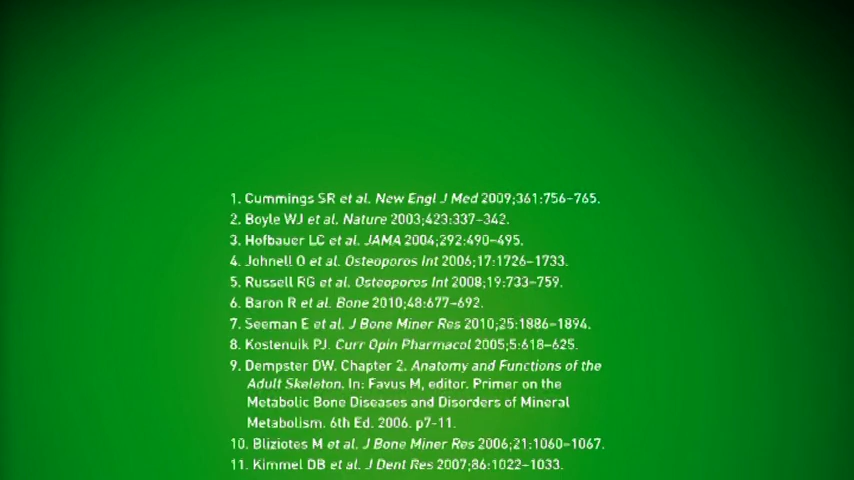 1. Cummings SR et al. New Engl J Med 2009;361:756-765.
2. Boyle WJ et al. Nature 2003;423:337-342.
3. Hofbauer LC et al. JAMA 2004;292:490-495.
4. Johnell O et al. Osteoporos Int 2006;17:1726-1733.
5. Russell RG et al. Osteoporos Int 2008;19:733-759.
6. Baron R et al. Bone 2010;48:677-692.
7. Seeman E et al. J Bone Miner Res 2010;25:1886-1894.
8. Kostenuik PJ. Curr Opin Pharmacol 2005;5:618-625.
9. Dempster DW. Chapter 2. Anatomy and Functions of the
Adult Skeleton. In: Favus M, editor. Primer on the
Metabolic Bone Diseases and Disorders of Mineral
Metabolism. 6th Ed. 2006. p7-11.
10. Bliziotes M et al. J Bone Miner Res 2006;21:1060-1067.
11. Kimmel DB et al. J Dent Res 2007;86:1022-1033.